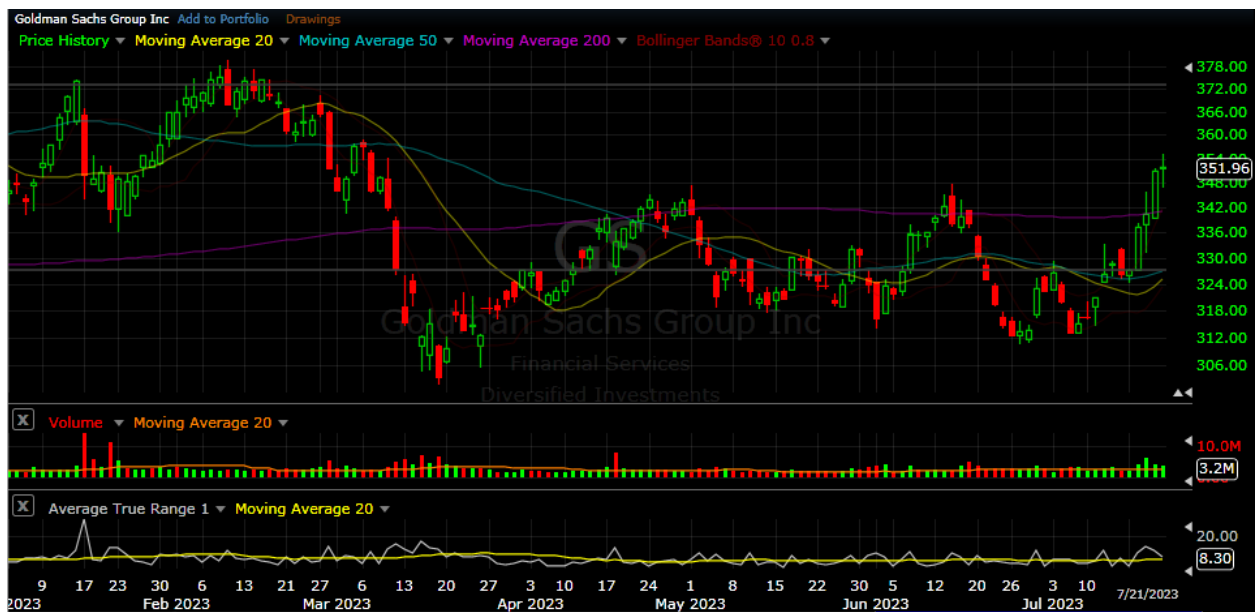 Goldman Sachs Group Inc Add to Portfolio Drawings
Price History Moving Average 20 Moving Average 50 Moving Average 200 Bollinger Bands® 10 0.8
378.00
372.00
366.00
360.00
354.00
351.96
348.00
342.00
336.00
330.00
324.00
318.00
312.00
306.00
GS
Goldman Sachs Group Inc
Financial Services
Diversified Investments
X Volume Moving Average 20
10.0M
3.2M
X Average True Range 1 Moving Average 20
20.00
8.30
9 17 23 30 6 13 21 27 6 13 20 27 3 10 17 24 1 8 15 22 30 5 12 20 26 3 10 7/21/2023
2023 Feb 2023 Mar 2023 Apr 2023 May 2023 Jun 2023 Jul 2023